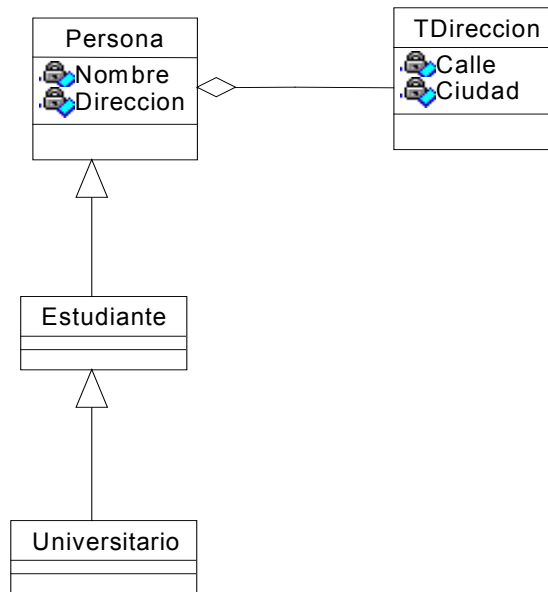 Persona
Nombre
Direccion
TDireccion
Calle
Ciudad
Estudiante
Universitario